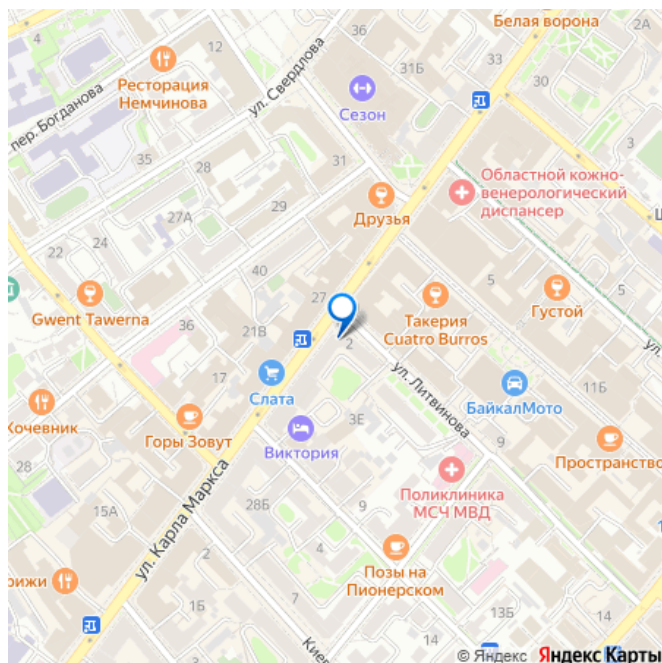 Белая ворона
2А
4
12
36
33
31Б
30
Ресторация
Немчинова
ул. Свердлова
Сезон
пер. Богданова
3
35
28
31
Областной кожно-
венерологический
диспансер
27А
29
Друзья
22
24
40
5
27
Густой
5
Gwent Tawerna
Такерия
Cuatro Burros
36
21В
2
ул. Литвинова
17
Слата
БайкалМото
11Б
Кочевник
Горы Зовут
3Е
Виктория
9
Пространство
28
ул. Карла Маркса
Поликлиника
МСЧ МВД
15А
28Б
9
2
4
Позы на
Пионерском
1Б
7
13Б
14
14
Кие
© Яндекс Яндекс Карты